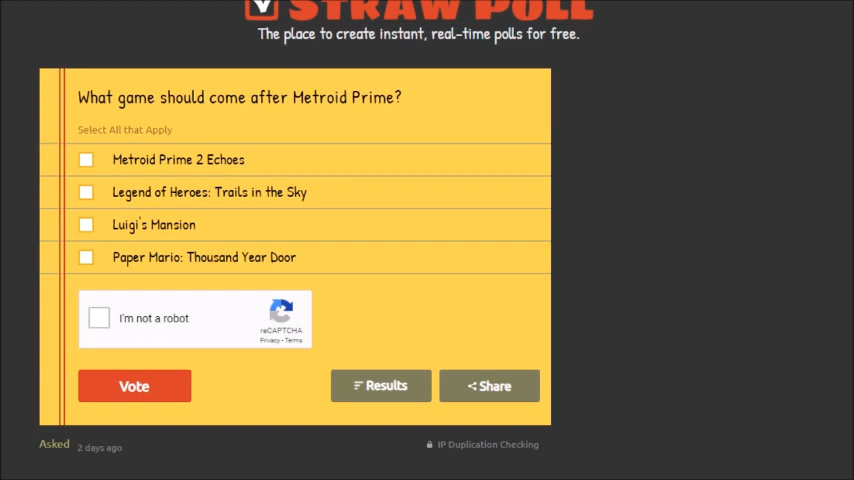 STRAW POLL
The place to create instant, real-time polls for free.
What game should come after Metroid Prime?
Select All that Apply
Metroid Prime 2 Echoes
Legend of Heroes: Trails in the Sky
Luigi's Mansion
Paper Mario: Thousand Year Door
I'm not a robot
reCAPTCHA
Privacy - Terms
Vote
Results
Share
Asked 2 days ago
IP Duplication Checking